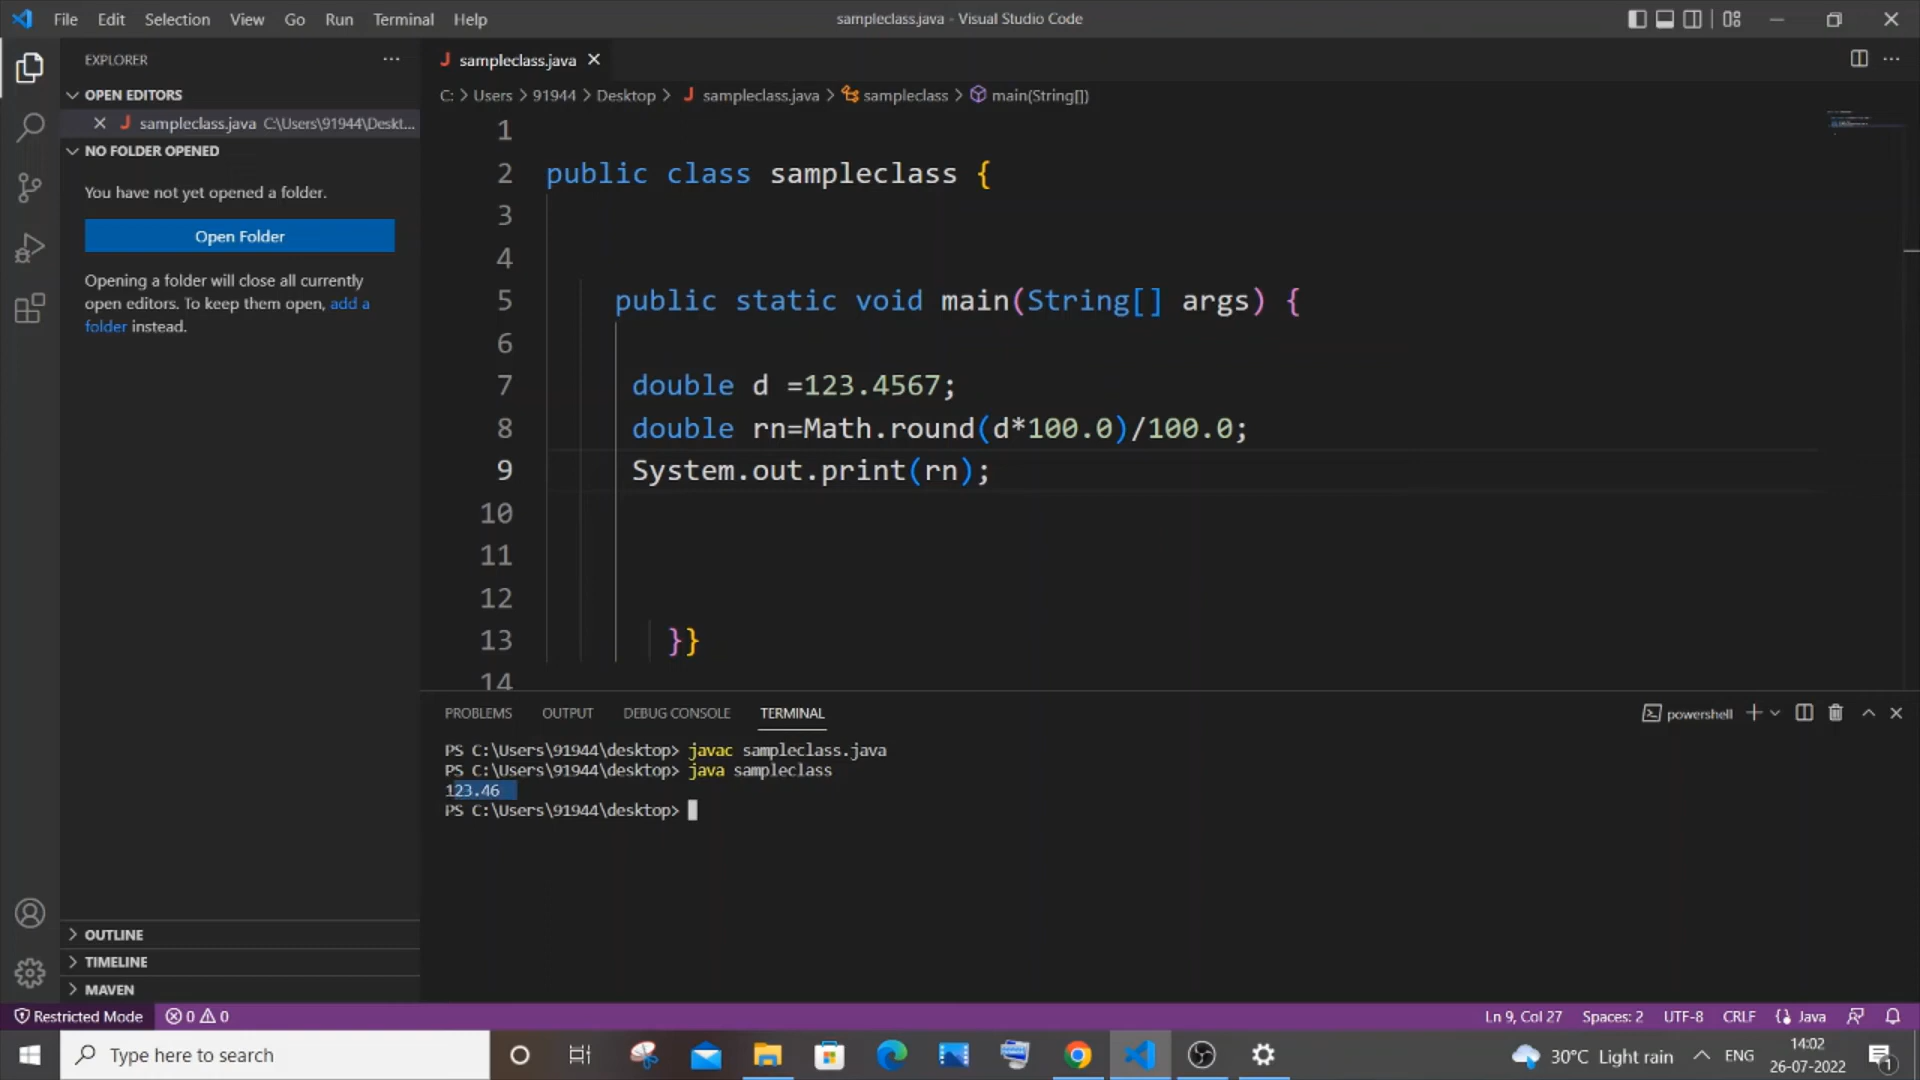 File Edit Selection View Go Run Terminal Help
sampleclass.java - Visual Studio Code
EXPLORER
OPEN EDITORS
sampleclass.java C:\Users\91944\Deskt...
NO FOLDER OPENED
You have not yet opened a folder.
Open Folder
Opening a folder will close all currently
open editors. To keep them open, add a
folder instead.
OUTLINE
TIMELINE
MAVEN
J sampleclass.java
C: > Users > 91944 > Desktop > J sampleclass.java > sampleclass > main(String[])
1
2 public class sampleclass {
3
4
5 public static void main(String[] args) {
6
7 double d =123.4567;
8 double rn=Math.round(d*100.0)/100.0;
9 System.out.print(rn);
10
11
12
13 }}
14
PROBLEMS OUTPUT DEBUG CONSOLE TERMINAL
powershell
PS C:\Users\91944\desktop> javac sampleclass.java
PS C:\Users\91944\desktop> java sampleclass
123.46
PS C:\Users\91944\desktop>
Restricted Mode 0 0
Ln 9, Col 27 Spaces: 2 UTF-8 CRLF Java
Type here to search
30°C Light rain ENG
14:02
26-07-2022
1